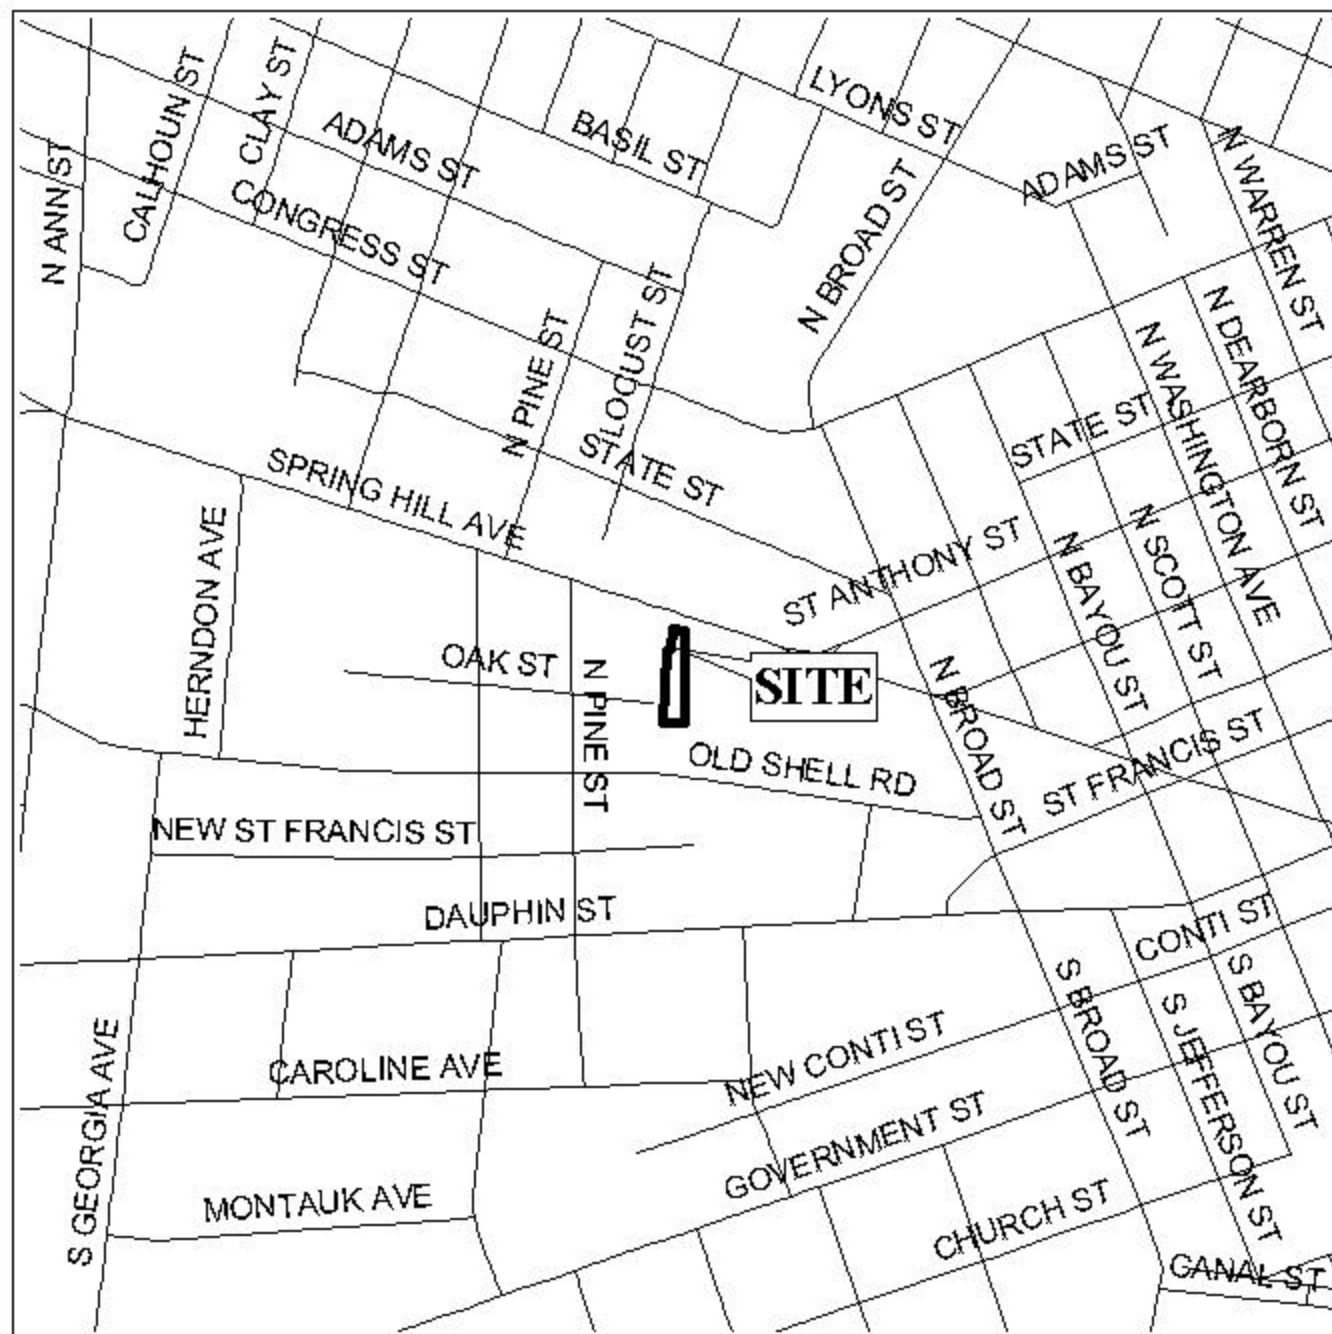 LYONS ST
CLAY ST
CALHOUN ST
ADAMS ST
BASIL ST
ADAMS ST
N WARREN ST
N ANN ST
CONGRESS ST
N BROAD ST
LOCUST ST
N PINE ST
N DEARBORN ST
N WASHINGTON AVE
STATE ST
STATE ST
SPRING HILL AVE
HERNDON AVE
ST ANTHONY ST
N BAYOU ST
N SCOTT ST
OAK ST
N PINE ST
SITE
N BROAD ST
OLD SHELL RD
ST FRANCIS ST
NEW ST FRANCIS ST
DAUPHIN ST
CONTI ST
S BROAD ST
S JEFFERSON ST
S BAYOU ST
S GEORGIA AVE
CAROLINE AVE
NEW CONTI ST
GOVERNMENT ST
MONTAUK AVE
CHURCH ST
CANAL ST